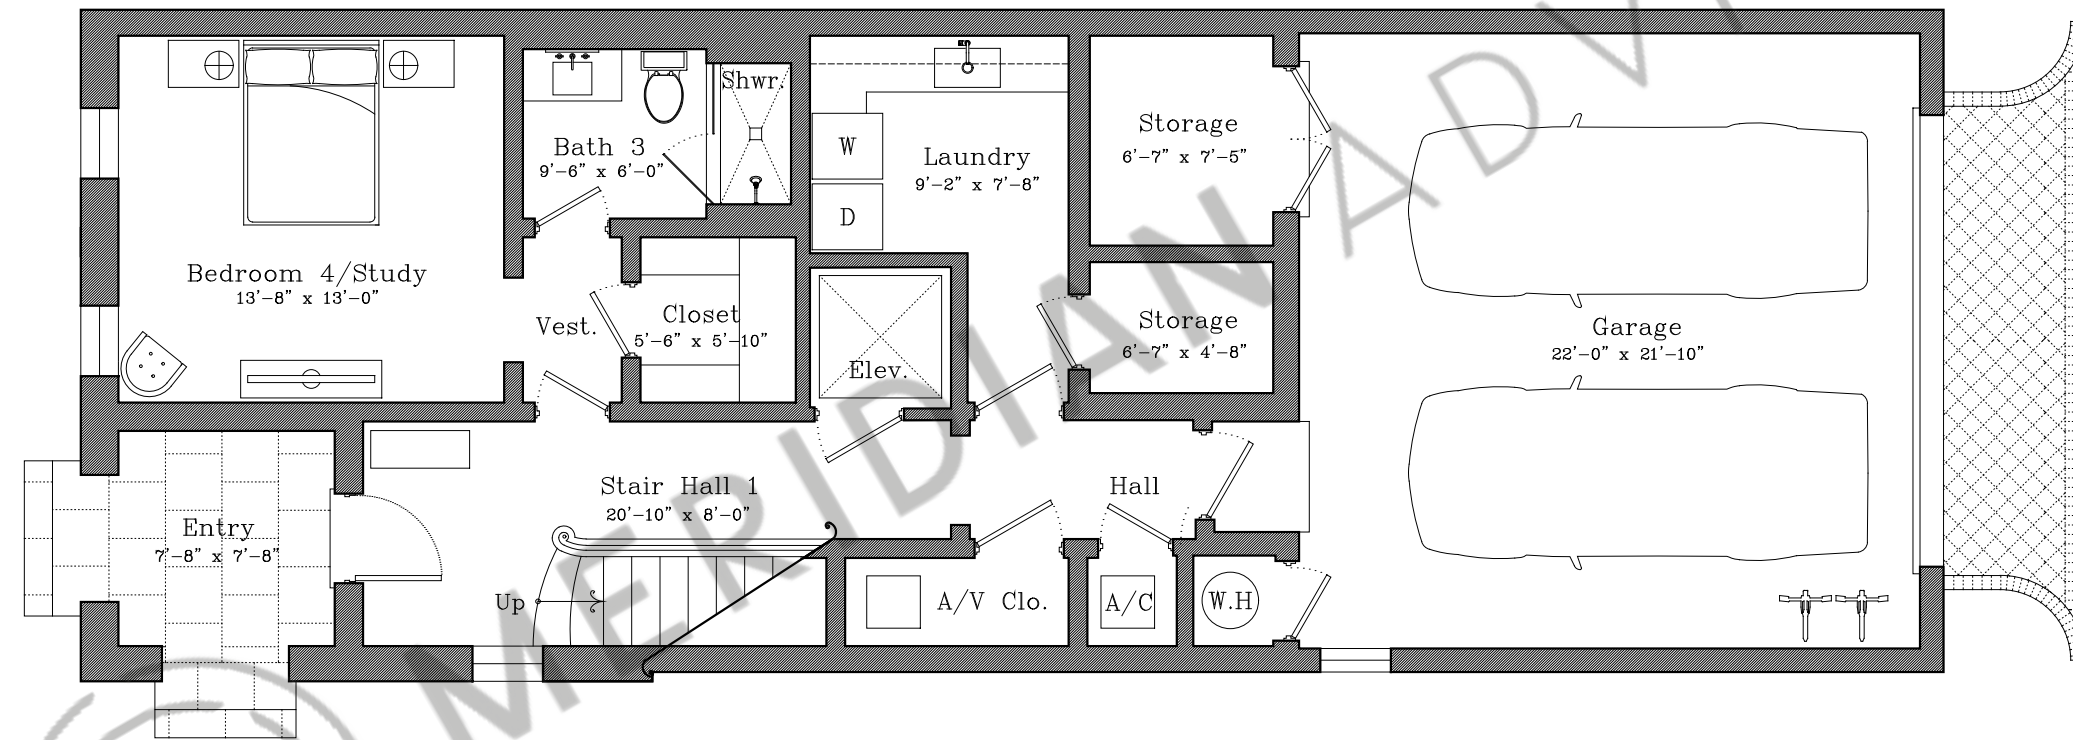 Shwr.
Bath 3
9'-6" x 6'-0"
W
D
Laundry
9'-2" x 7'-8"
Storage
6'-7" x 7'-5"
Bedroom 4/Study
13'-8" x 13'-0"
Vest.
Closet
5'-6" x 5'-10"
Elev.
Storage
6'-7" x 4'-8"
Garage
22'-0" x 21'-10"
Entry
7'-8" x 7'-8"
Stair Hall 1
20'-10" x 8'-0"
Hall
Up
A/V Clo.
A/C
W.H
MERIDIAN ADV